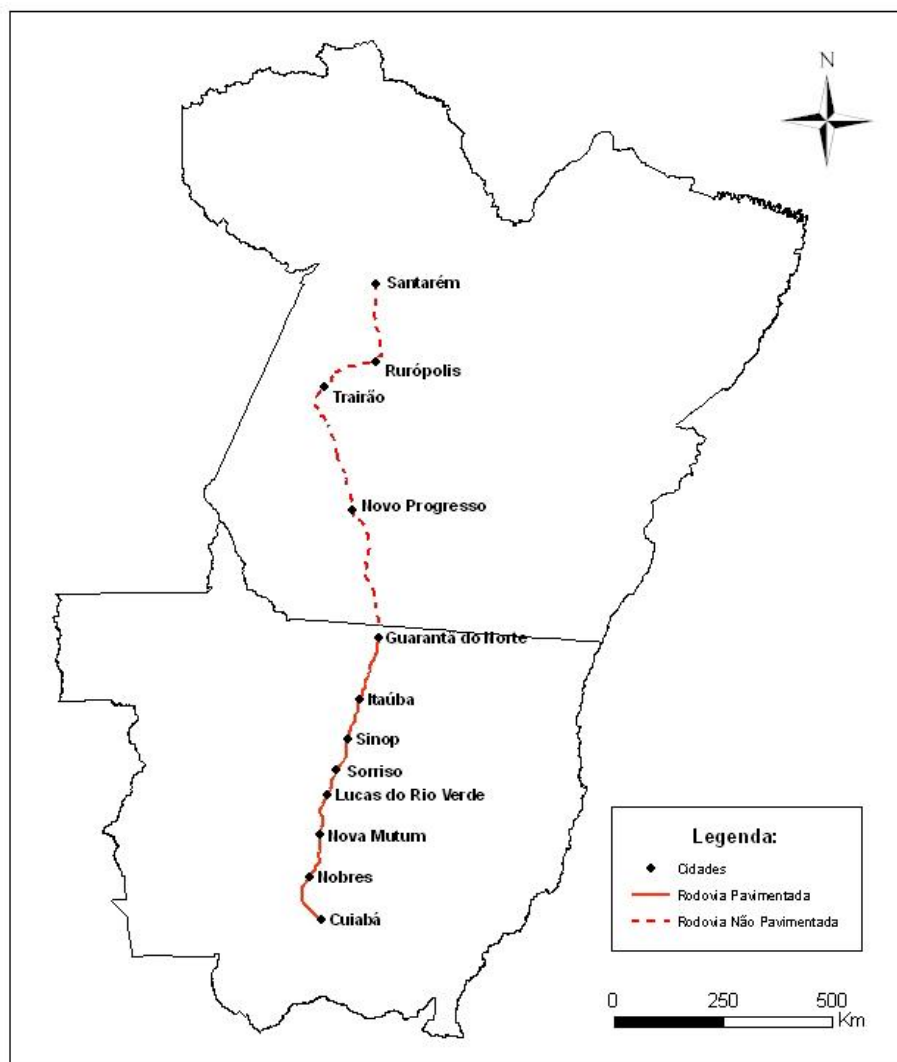 N
Santarém
Rurópolis
Trairão
Novo Progresso
Guarantã do Norte
Itaúba
Sinop
Sorriso
Lucas do Rio Verde
Nova Mutum
Nobres
Cuiabá
Legenda:
Cidades
Rodovia Pavimentada
Rodovia Não Pavimentada
0 250 500
Km